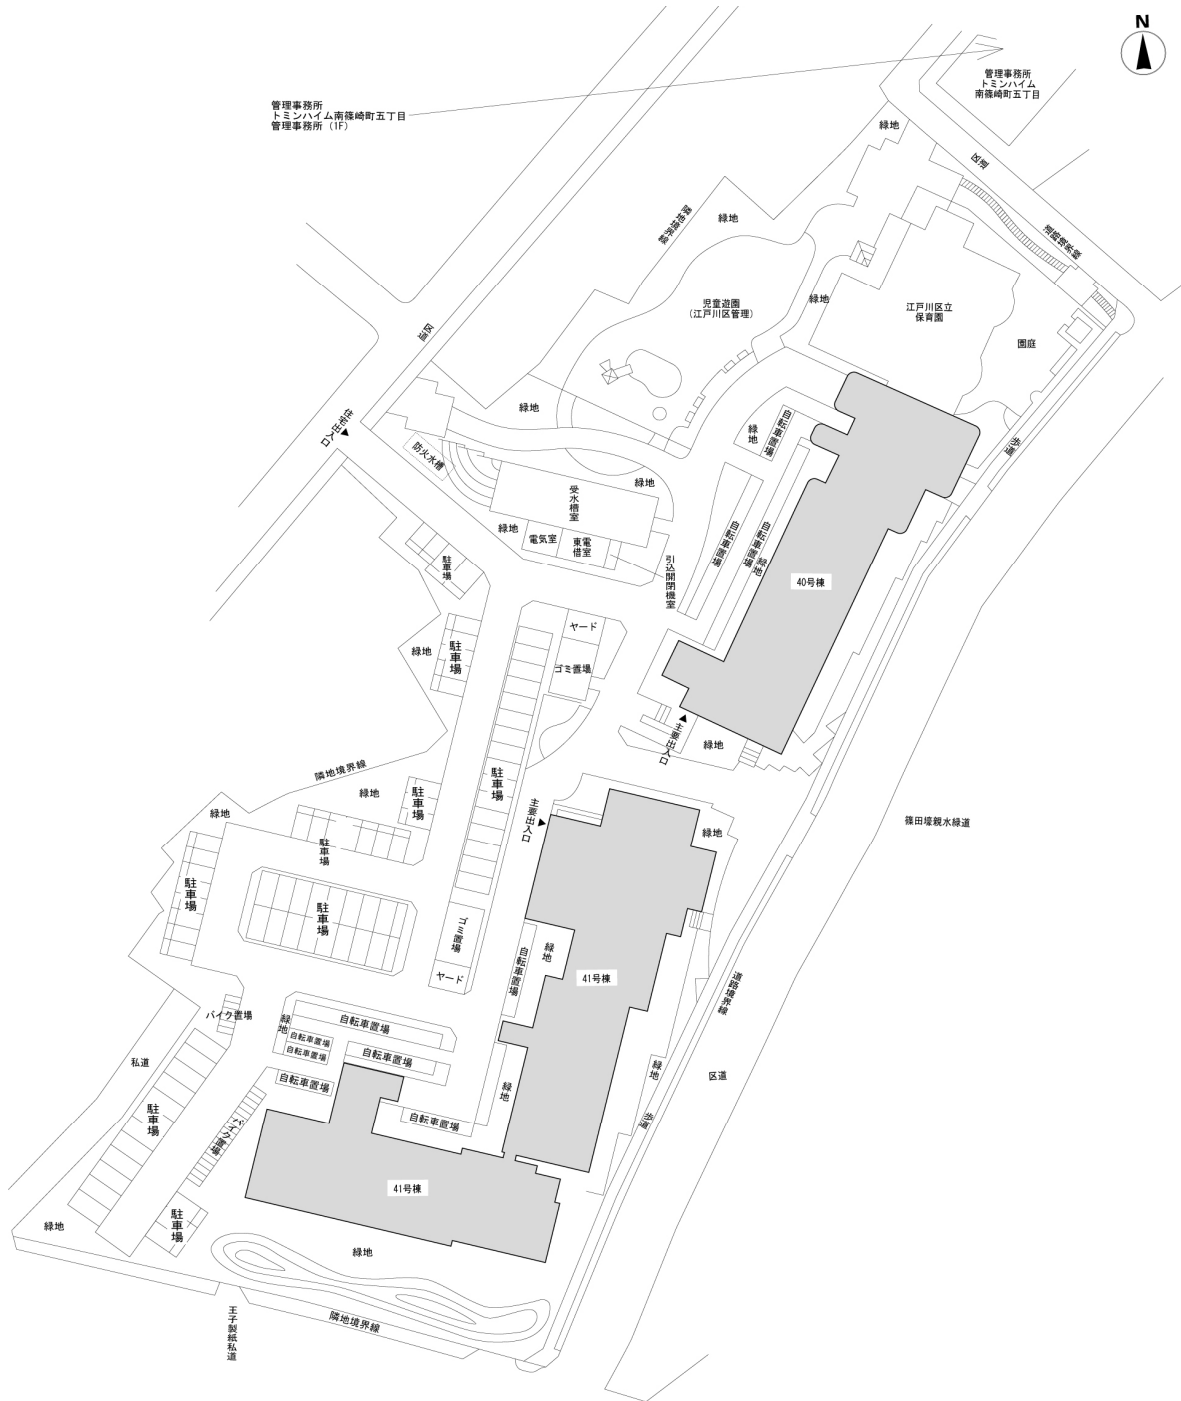 N
管理事務所
トミンハイム
南篠崎町五丁目
管理事務所
トミンハイム南篠崎町五丁目
管理事務所（1F）
緑地
区道
隣地境界線
緑地
道路境界線
緑地
児童遊園
（江戸川区管理）
江戸川区立
保育園
園庭
区道
住宅出入口
緑地
緑地
自転車置場
歩道
防火水槽
緑地
受水槽室
緑地
電気室
東電
借室
自転車置場
自転車置場
緑地
引込開閉機室
40号棟
駐車場
ヤード
緑地
駐車場
ゴミ置場
主要出入口
緑地
隣地境界線
緑地
駐車場
駐車場
主要出入口
緑地
緑地
篠田堀親水緑道
駐車場
駐車場
駐車場
ゴミ置場
ヤード
自転車置場
緑地
41号棟
道路境界線
バイク置場
緑地
自転車置場
自転車置場
自転車置場
自転車置場
私道
自転車置場
緑地
緑地
区道
駐車場
バイク置場
自転車置場
歩道
41号棟
緑地
駐車場
緑地
王子製紙私道
隣地境界線